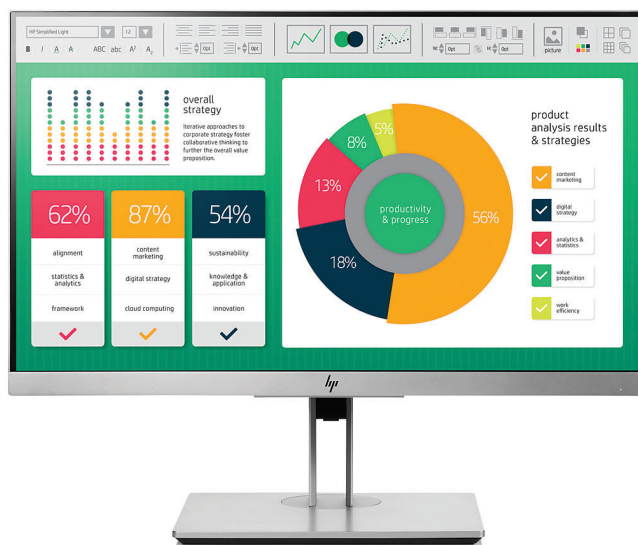 HP Simplified Light
12
B I A A ABC abc A² A₂
0pt 0pt
W: 0pt H: 0pt
picture
overall
strategy
Iterative approaches to
corporate strategy foster
collaborative thinking to
further the overall value
proposition.
62%
alignment
statistics &
analytics
framework
87%
content
marketing
digital strategy
cloud computing
54%
sustainability
knowledge &
application
innovation
5%
8%
13%
18%
56%
productivity
& progress
product
analysis results
& strategies
content
marketing
digital
strategy
analytics &
statistics
value
proposition
work
efficiency
hp